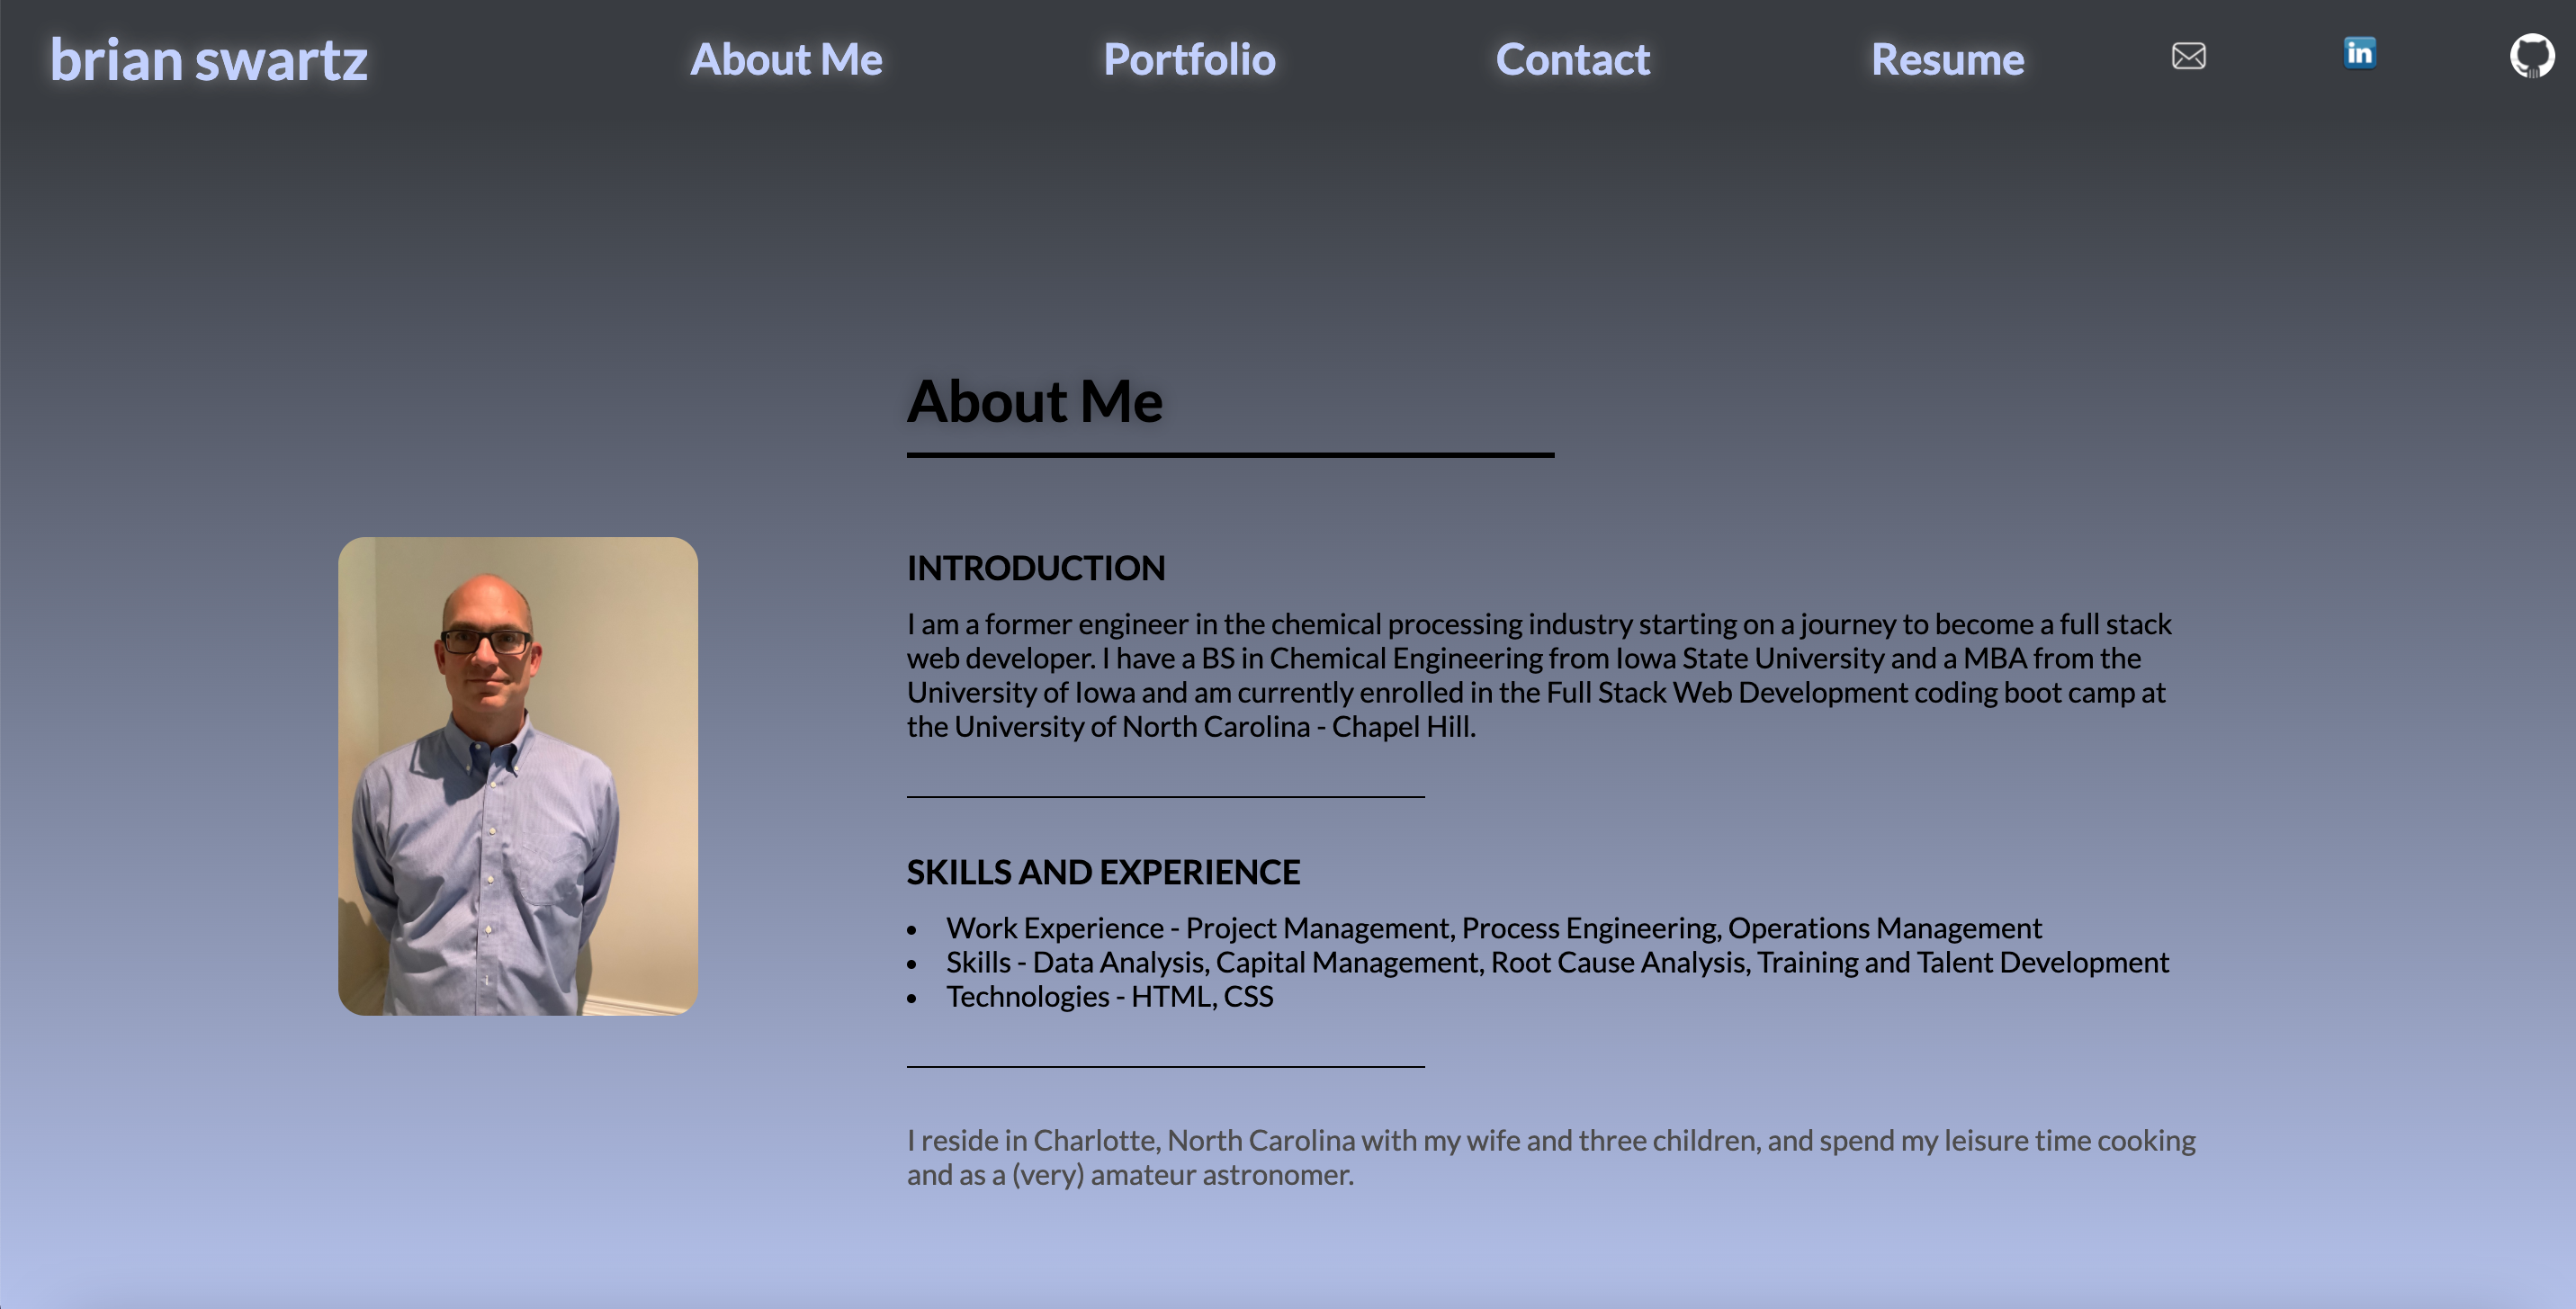 brian swartz
About Me
Portfolio
Contact
Resume
in
About Me
INTRODUCTION
I am a former engineer in the chemical processing industry starting on a journey to become a full stack
web developer. I have a BS in Chemical Engineering from Iowa State University and a MBA from the
University of Iowa and am currently enrolled in the Full Stack Web Development coding boot camp at
the University of North Carolina - Chapel Hill.
SKILLS AND EXPERIENCE
• Work Experience - Project Management, Process Engineering, Operations Management
• Skills - Data Analysis, Capital Management, Root Cause Analysis, Training and Talent Development
• Technologies - HTML, CSS
I reside in Charlotte, North Carolina with my wife and three children, and spend my leisure time cooking
and as a (very) amateur astronomer.